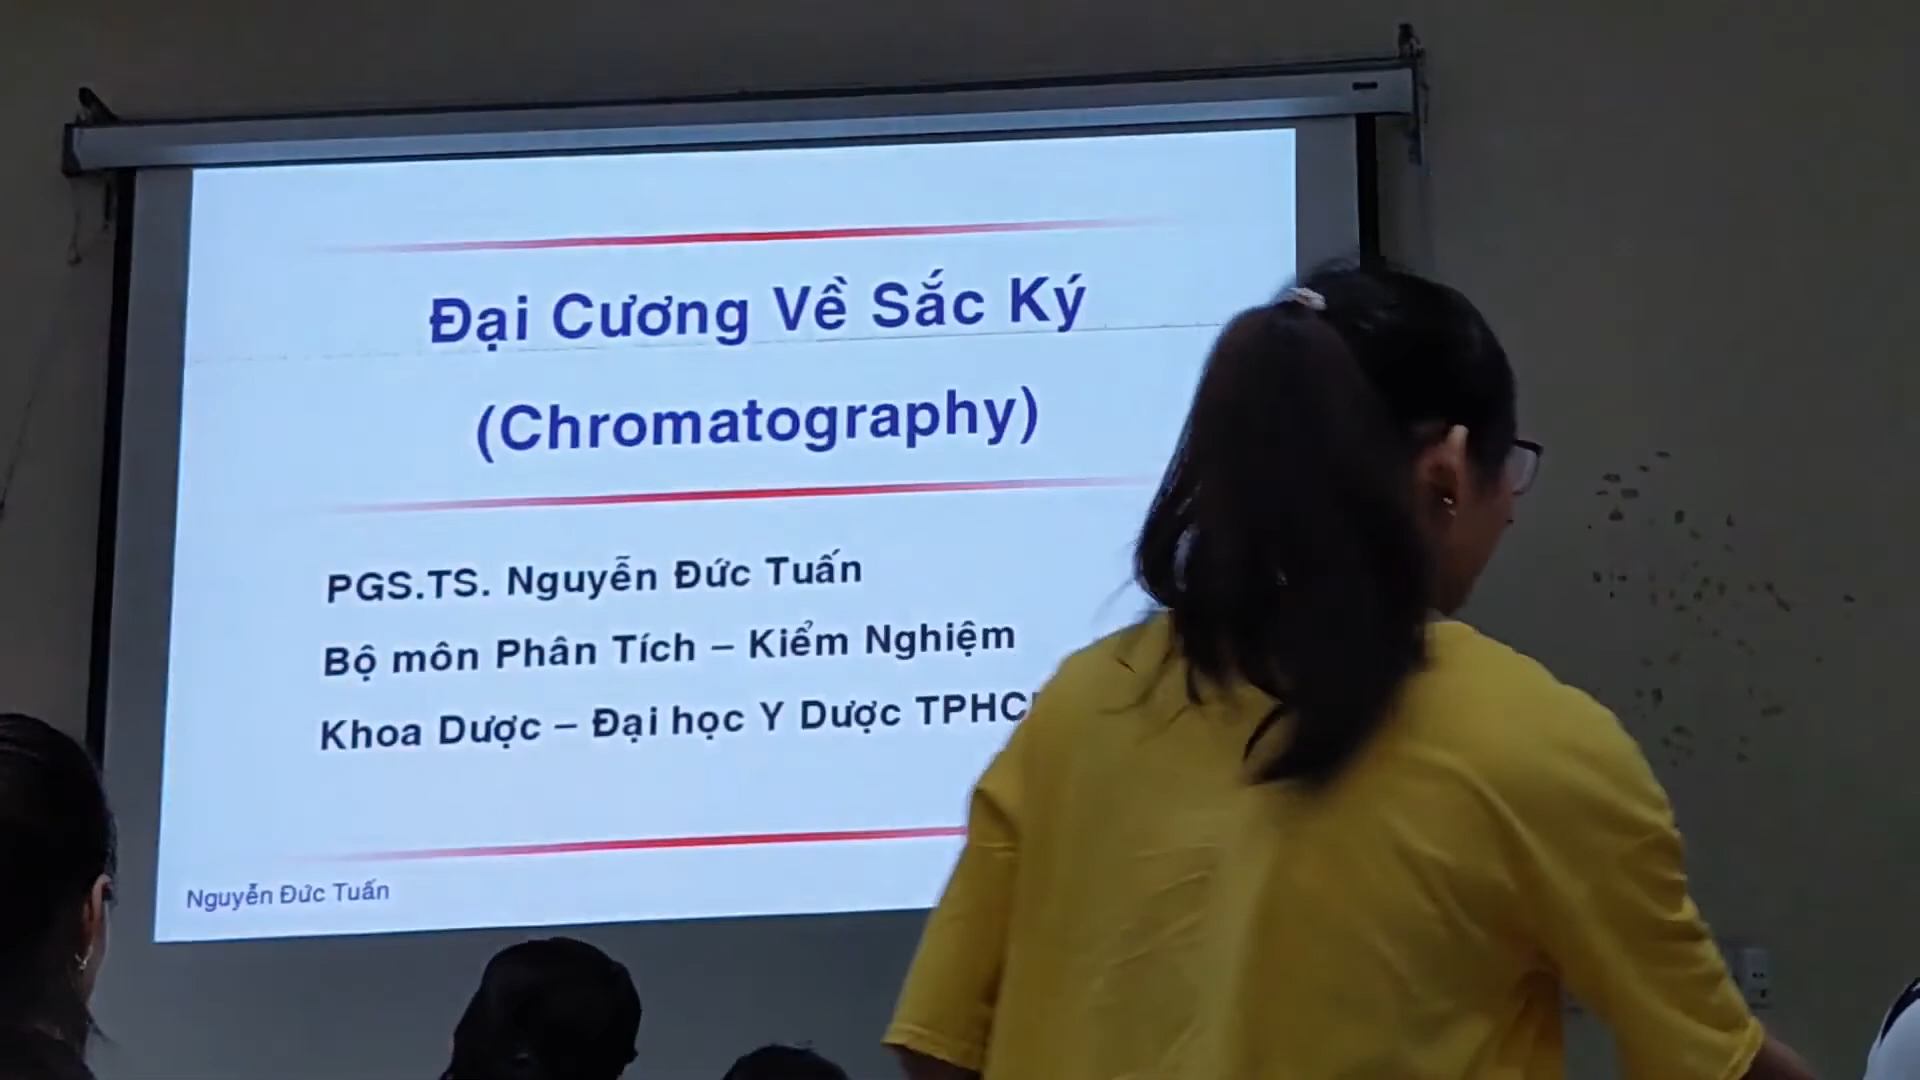 Đại Cương Về Sắc Ký
(Chromatography)
PGS.TS. Nguyễn Đức Tuấn
Bộ môn Phân Tích – Kiểm Nghiệm
Khoa Dược – Đại học Y Dược
Nguyễn Đức Tuấn